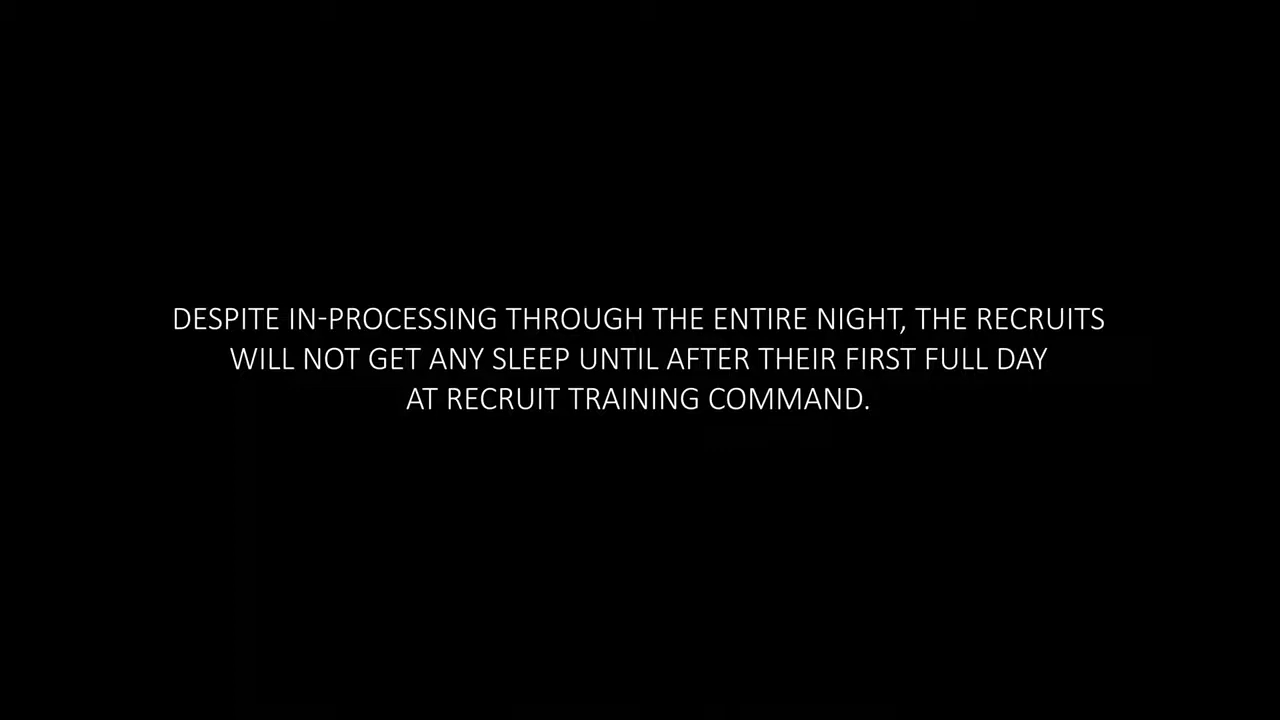 DESPITE IN-PROCESSING THROUGH THE ENTIRE NIGHT, THE RECRUITS
WILL NOT GET ANY SLEEP UNTIL AFTER THEIR FIRST FULL DAY
AT RECRUIT TRAINING COMMAND.